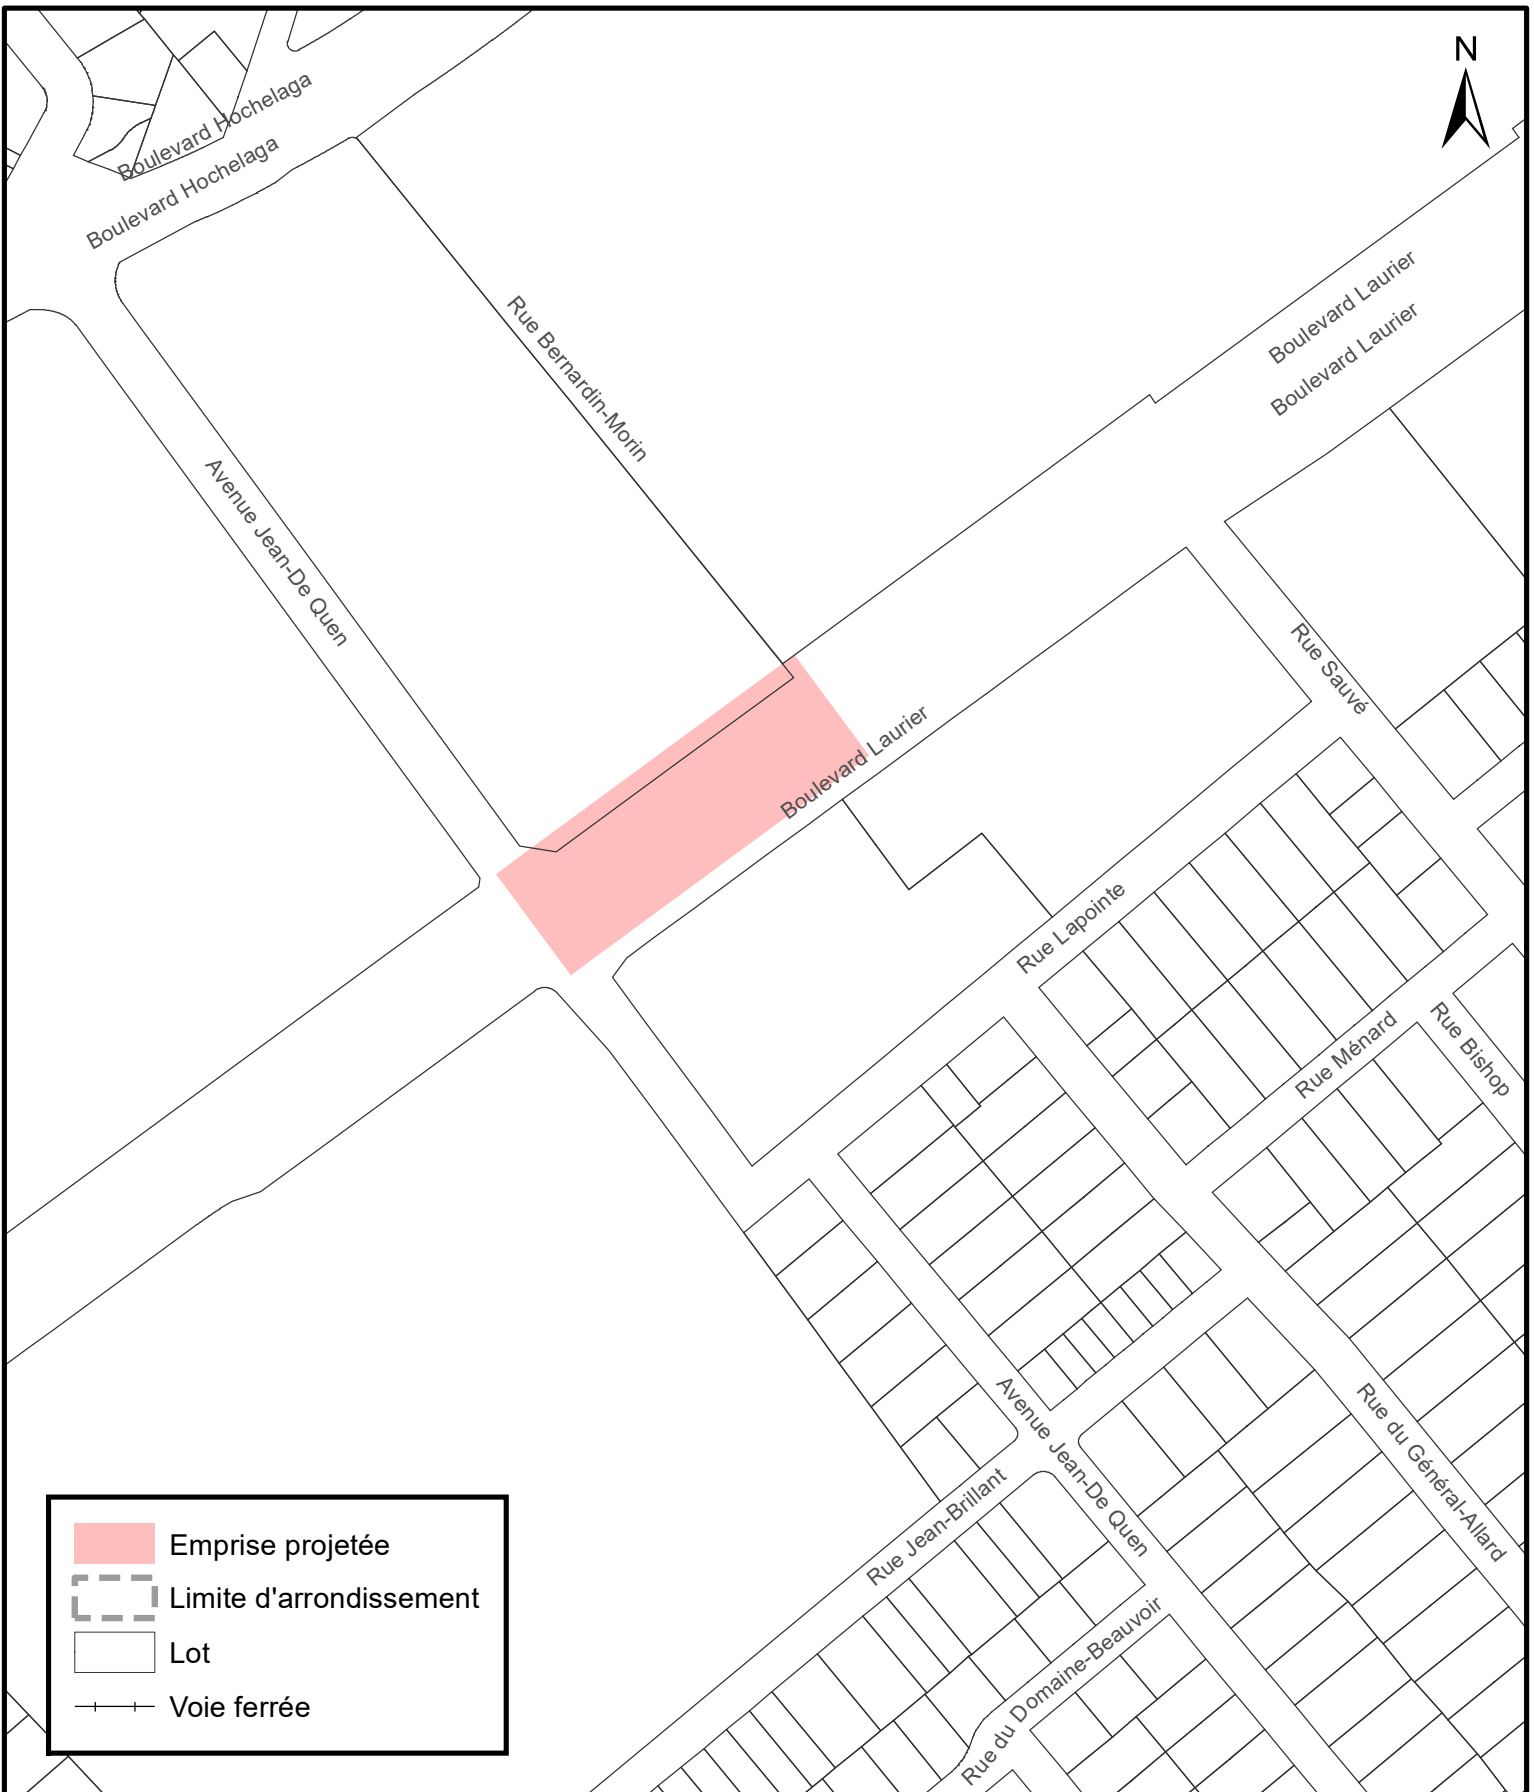 N
Boulevard Hochelaga
Boulevard Hochelaga
Boulevard Laurier
Boulevard Laurier
Rue Bernardin-Morin
Avenue Jean-De Quen
Rue Sauvé
Boulevard Laurier
Rue Lapointe
Rue Ménard
Rue Bishop
Avenue Jean-De Quen
Rue du Général-Allard
Rue Jean-Brillant
Rue du Domaine-Beauvoir
Emprise projetée
Limite d'arrondissement
Lot
Voie ferrée